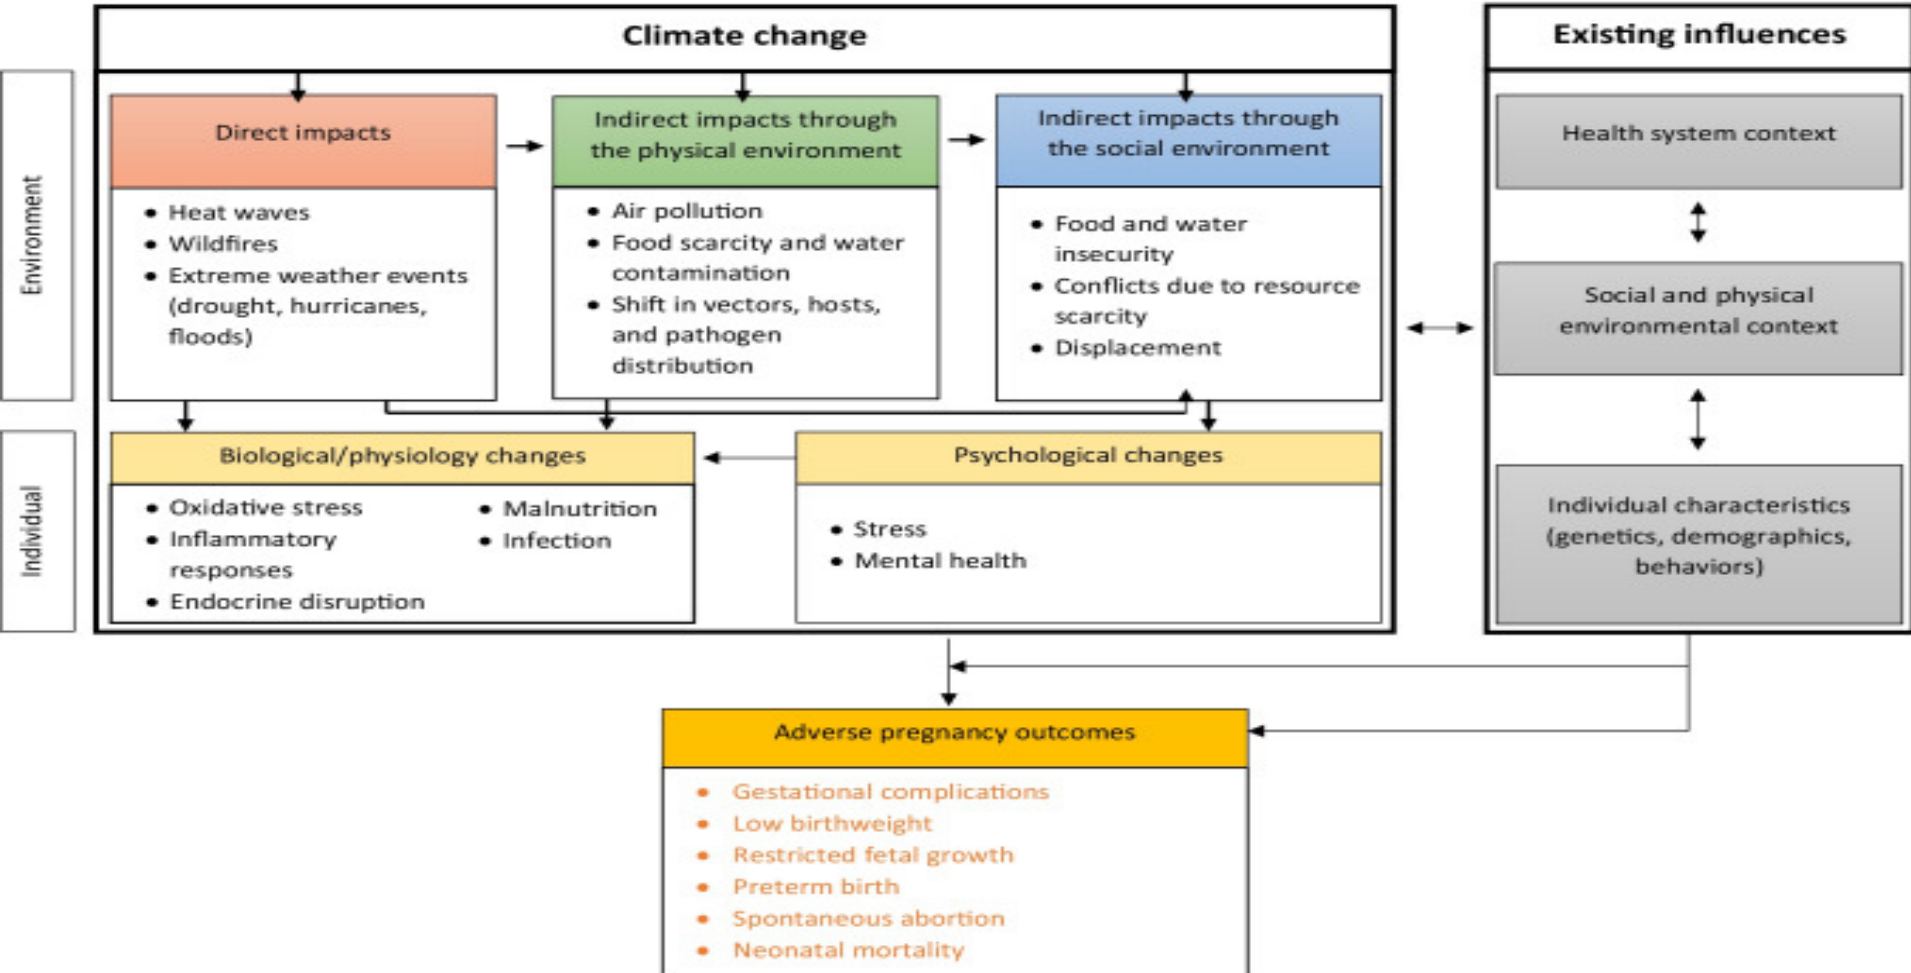 Climate change
Existing influences
Environment
Direct impacts
• Heat waves
• Wildfires
• Extreme weather events
(drought, hurricanes,
floods)
Indirect impacts through
the physical environment
• Air pollution
• Food scarcity and water
contamination
• Shift in vectors, hosts,
and pathogen
distribution
Indirect impacts through
the social environment
• Food and water
insecurity
• Conflicts due to resource
scarcity
• Displacement
Health system context
Social and physical
environmental context
Individual characteristics
(genetics, demographics,
behaviors)
Individual
Biological/physiology changes
• Oxidative stress
• Inflammatory
responses
• Endocrine disruption
• Malnutrition
• Infection
Psychological changes
• Stress
• Mental health
Adverse pregnancy outcomes
• Gestational complications
• Low birthweight
• Restricted fetal growth
• Preterm birth
• Spontaneous abortion
• Neonatal mortality